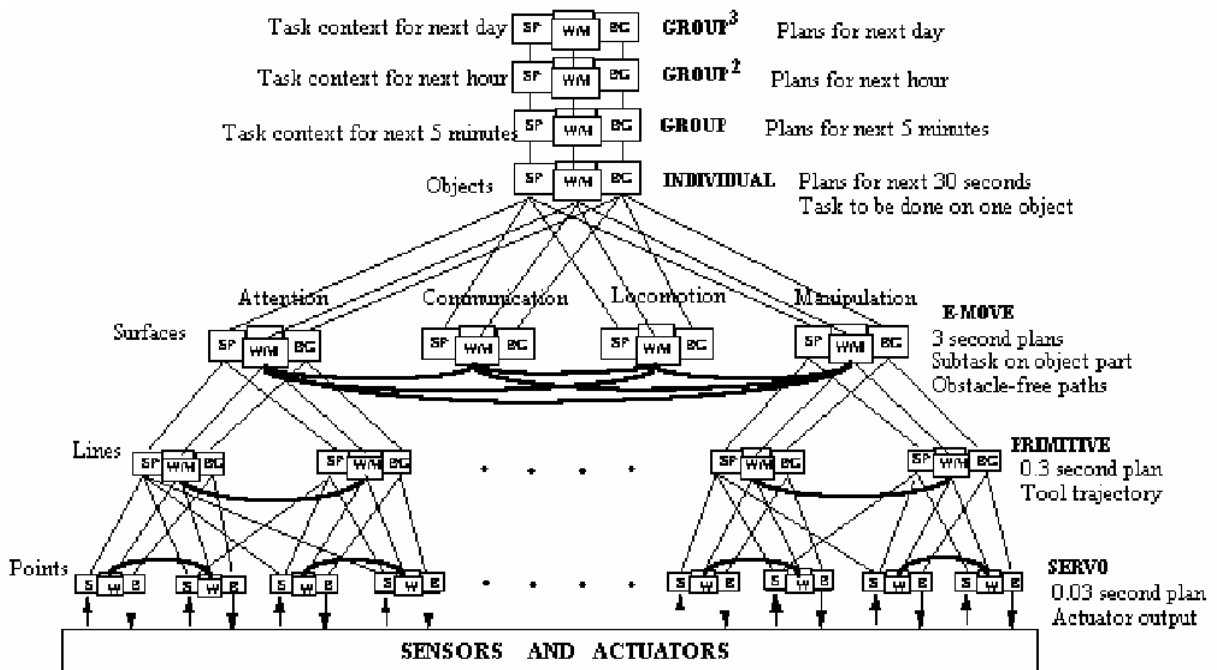 Task context for next day SP WM BG GROUP³ Plans for next day
Task context for next hour SP WM BG GROUP² Plans for next hour
Task context for next 5 minutes SP WM BG GROUP Plans for next 5 minutes
Objects SP WM BG INDIVIDUAL Plans for next 30 seconds
Task to be done on one object
Attention Communication Locomotion Manipulation
E-MOVE
Surfaces SP WM BG SP WM BG SP WM BG SP WM BG 3 second plans
Subtask on object part
Obstacle-free paths
Lines SP WM BG SP WM BG . . . . SP WM BG SP WM BG PRIMITIVE
0.3 second plan
Tool trajectory
Points S W B S W B S W B S W B . . . . S W B S W B S W B S W B SERVO
0.03 second plan
Actuator output
SENSORS AND ACTUATORS